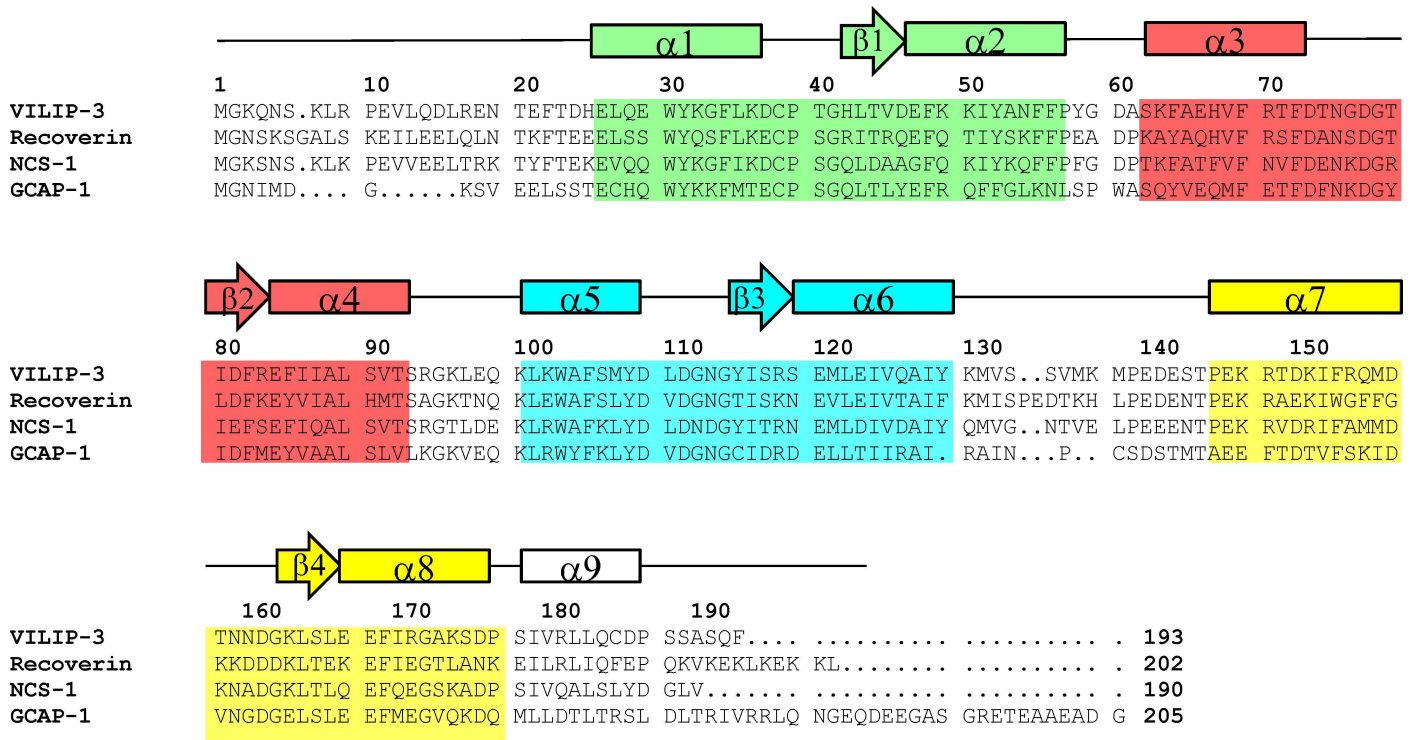 α1 β1 α2 α3
1 10 20 30 40 50 60 70
VILIP-3 MGKQNS.KLR PEVLQDLREN TEFTDHELQE WYKGFLKDCP TGHLTVDEFK KIYANFFPYG DASKFAEHVF RTFDTNGDGT
Recoverin MGNSKSGALS KEILEELQLN TKFTEEELSS WYQSFLKECP SGRITRQEFQ TIYSKFFPEA DPKAYAQHVF RSFDANSDGT
NCS-1 MGKSNS.KLK PEVVEELTRK TYFTEKEVQQ WYKGFIKDCP SGQLDAAGFQ KIYKQFFPFG DPTKFATFVF NVFDENKDGR
GCAP-1 MGNIMD.... G......KSV EELSSTECHQ WYKKFMTECP SGQLTLYEFR QFFGLKNLSP WASQYVEQMF ETFDFNKDGY
β2 α4 α5 β3 α6 α7
80 90 100 110 120 130 140 150
VILIP-3 IDFREFIIAL SVTSRGKLEQ KLKWAFSMYD LDGNGYISRS EMLEIVQAIY KMVS..SVMK MPEDESTPEK RTDKIFRQMD
Recoverin LDFKEYVIAL HMTSAGKTNQ KLEWAFSLYD VDGNGTISKN EVLEIVTAIF KMISPEDTKH LPEDENTPEK RAEKIWGFFG
NCS-1 IEFSEFIQAL SVTSRGTLDE KLRWAFKLYD LDNDGYITRN EMLDIVDAIY QMVG..NTVE LPEEENTPEK RVDRIFAMMD
GCAP-1 IDFMEYVAAL SLVLKGKVEQ KLRWYFKLYD VDGNGCIDRD ELLTIIRAI. RAIN...P.. CSDSTMTAEE FTDTVFSKID
β4 α8 α9
160 170 180 190
VILIP-3 TNNDGKLSLE EFIRGAKSDP SIVRLLQCDP SSASQF.... .......... .......... . 193
Recoverin KKDDDKLTEK EFIEGTLANK EILRLIQFEP QKVKEKLKEK KL........ .......... . 202
NCS-1 KNADGKLTLQ EFQEGSKADP SIVQALSLYD GLV....... .......... .......... . 190
GCAP-1 VNGDGELSLE EFMEGVQKDQ MLLDTLTRSL DLTRIVRRLQ NGEQDEEGAS GRETEAAEAD G 205